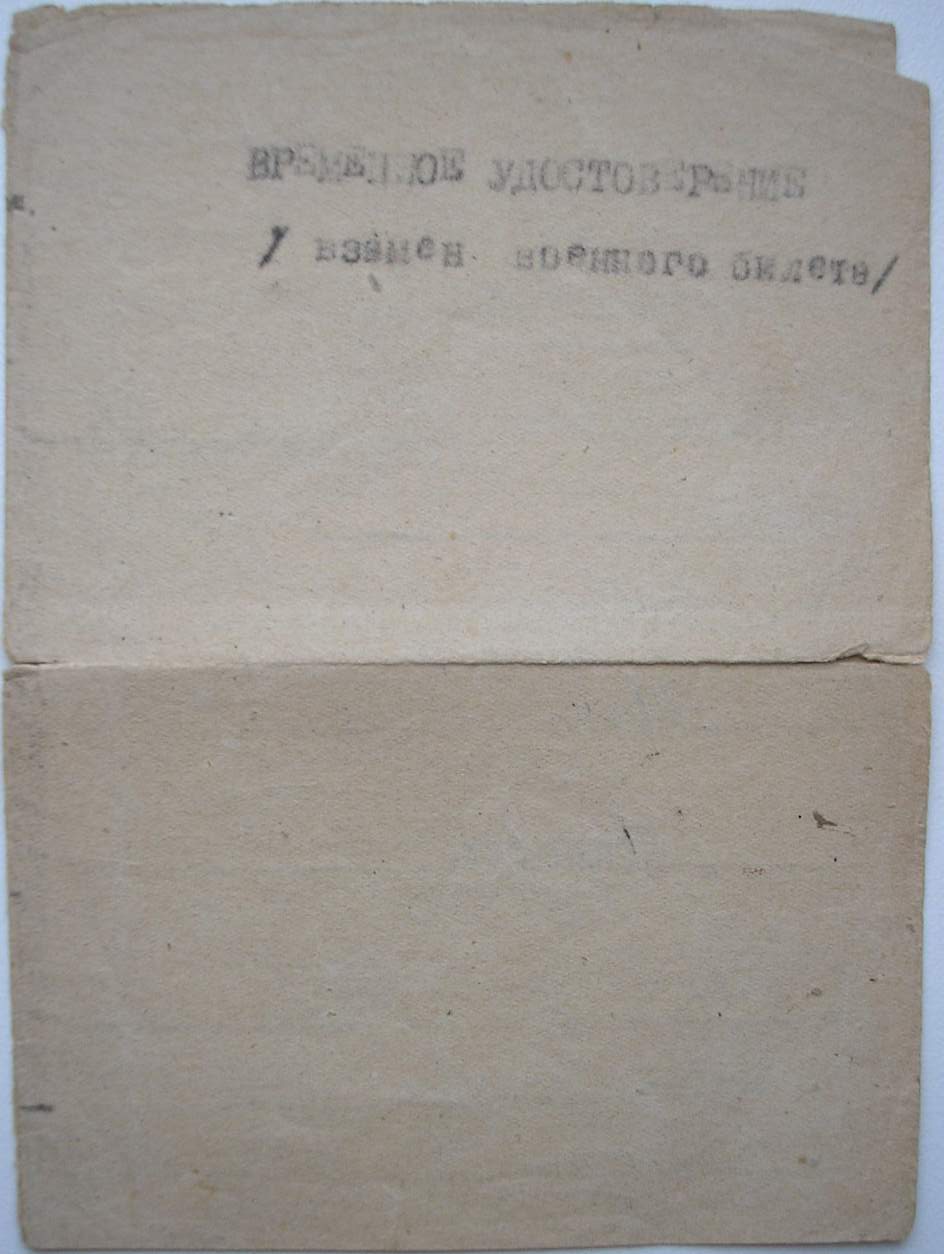 ВРЕМЕННОЕ УДОСТОВЕРЕНИЕ
/ взамен военного билета/